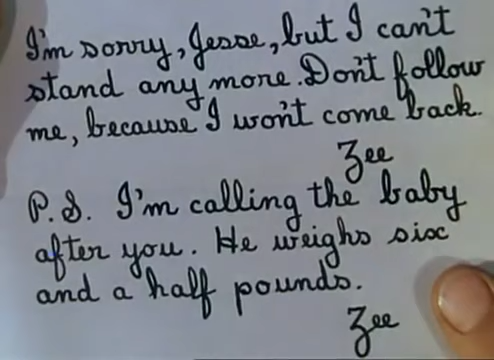 I'm sorry, Jesse, but I can't
stand any more. Don't follow
me, because I won't come back.
Zee
P.S. I'm calling the baby
after you. He weighs six
and a half pounds.
Zee